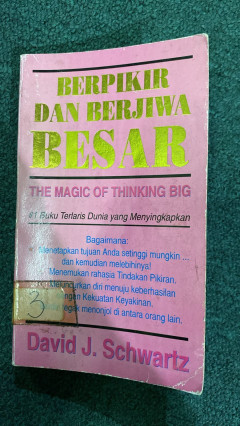 BERPIKIR
DAN BERJIWA
BESAR
THE MAGIC OF THINKING BIG
#1 Buku Terlaris Dunia yang Menyingkapkan
Bagaimana:
Menetapkan tujuan Anda setinggi mungkin ...
dan kemudian melebihinya!
Menemukan rahasia Tindakan Pikiran.
diri menuju keberhasilan
Kekuatan Keyakinan.
menonjol di antara orang lain.
3
David J. Schwartz